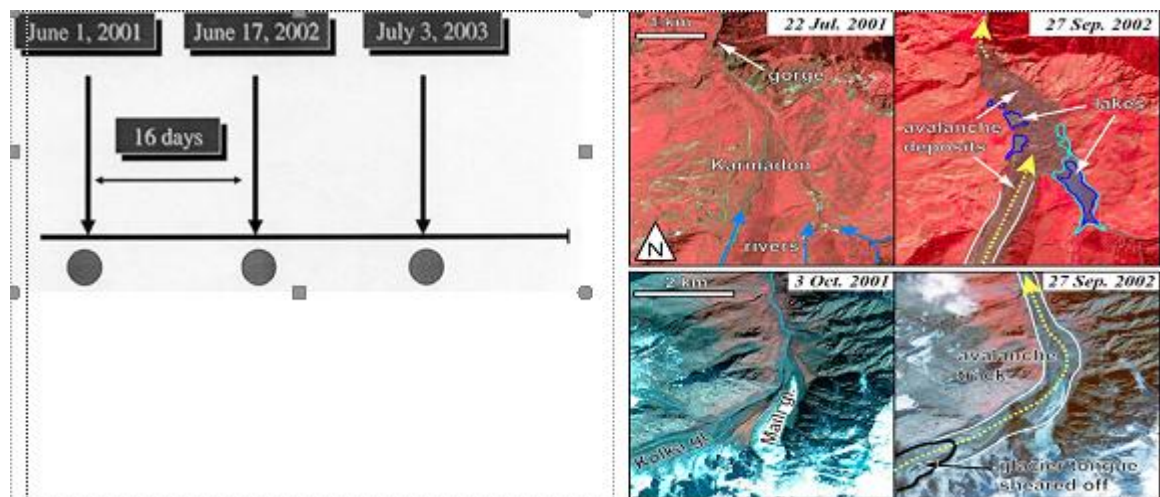 June 1, 2001
June 17, 2002
July 3, 2003
16 days
1 km
22 Jul. 2001
gorge
Karmadon
rivers
N
27 Sep. 2002
lakes
avalanche
deposits
2 km
3 Oct. 2001
Kolka gl.
Maili gl.
27 Sep. 2002
avalanche
track
glacier tongue
sheared off